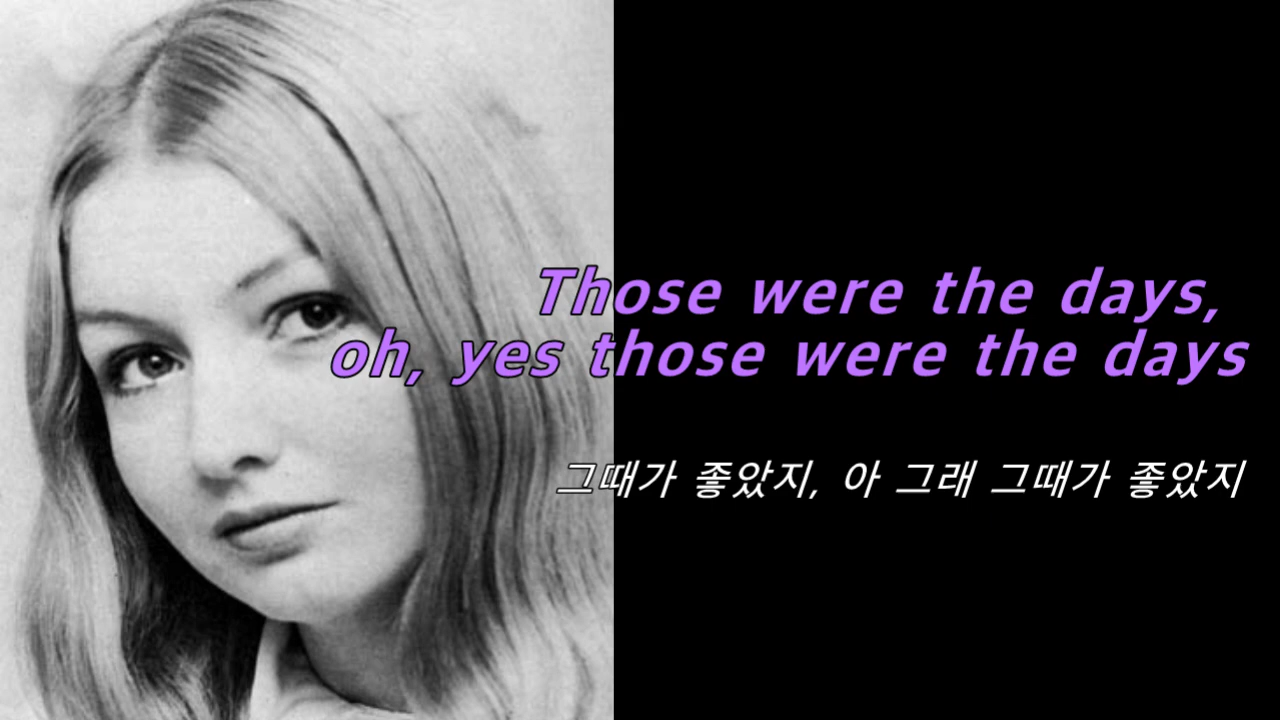 Those were the days,
oh, yes those were the days
그때가 좋았지, 아 그래 그때가 좋았지